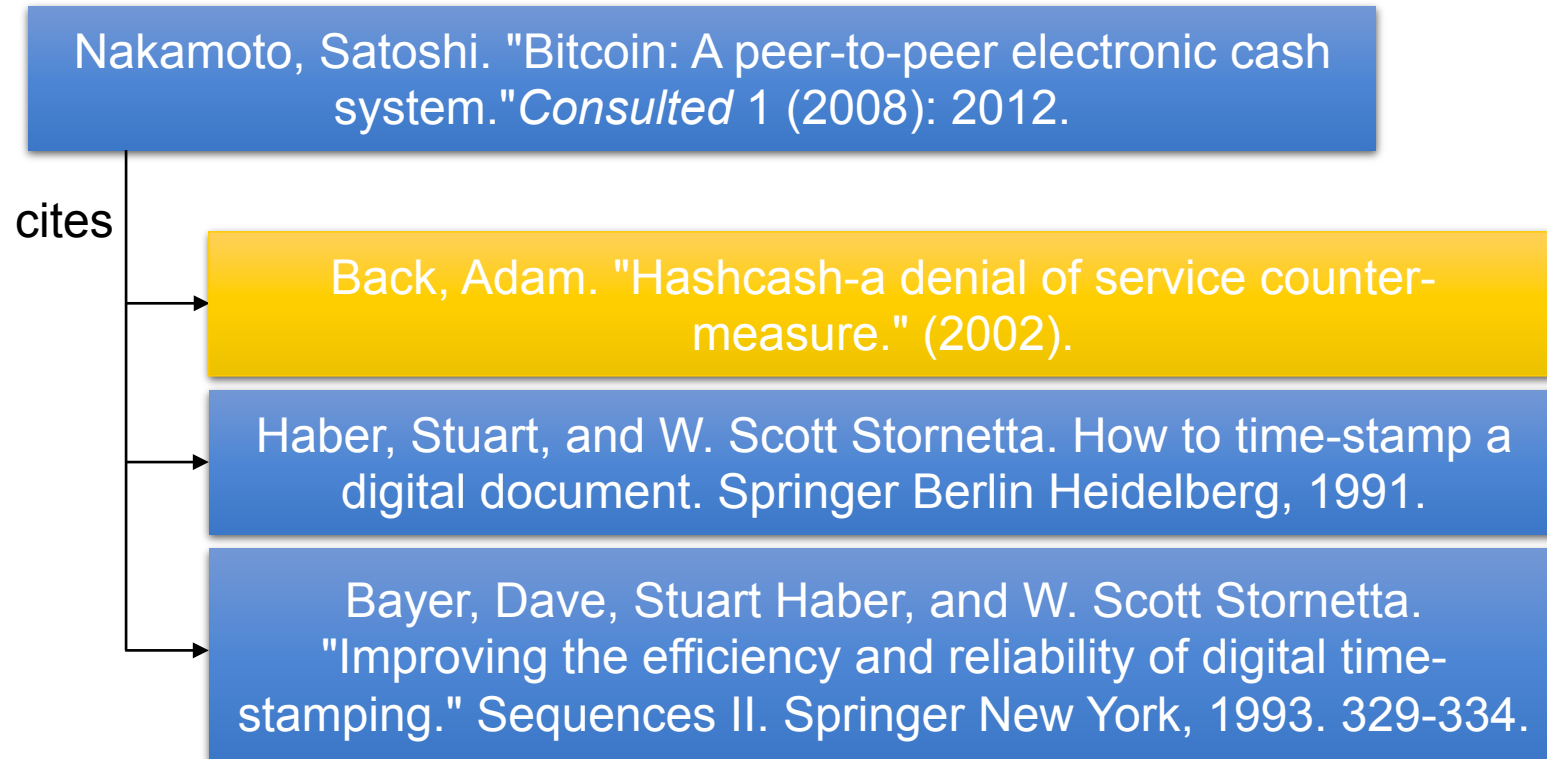 Nakamoto, Satoshi. "Bitcoin: A peer-to-peer electronic cash
system."Consulted 1 (2008): 2012.
cites
Back, Adam. "Hashcash-a denial of service counter-
measure." (2002).
Haber, Stuart, and W. Scott Stornetta. How to time-stamp a
digital document. Springer Berlin Heidelberg, 1991.
Bayer, Dave, Stuart Haber, and W. Scott Stornetta.
"Improving the efficiency and reliability of digital time-
stamping." Sequences II. Springer New York, 1993. 329-334.